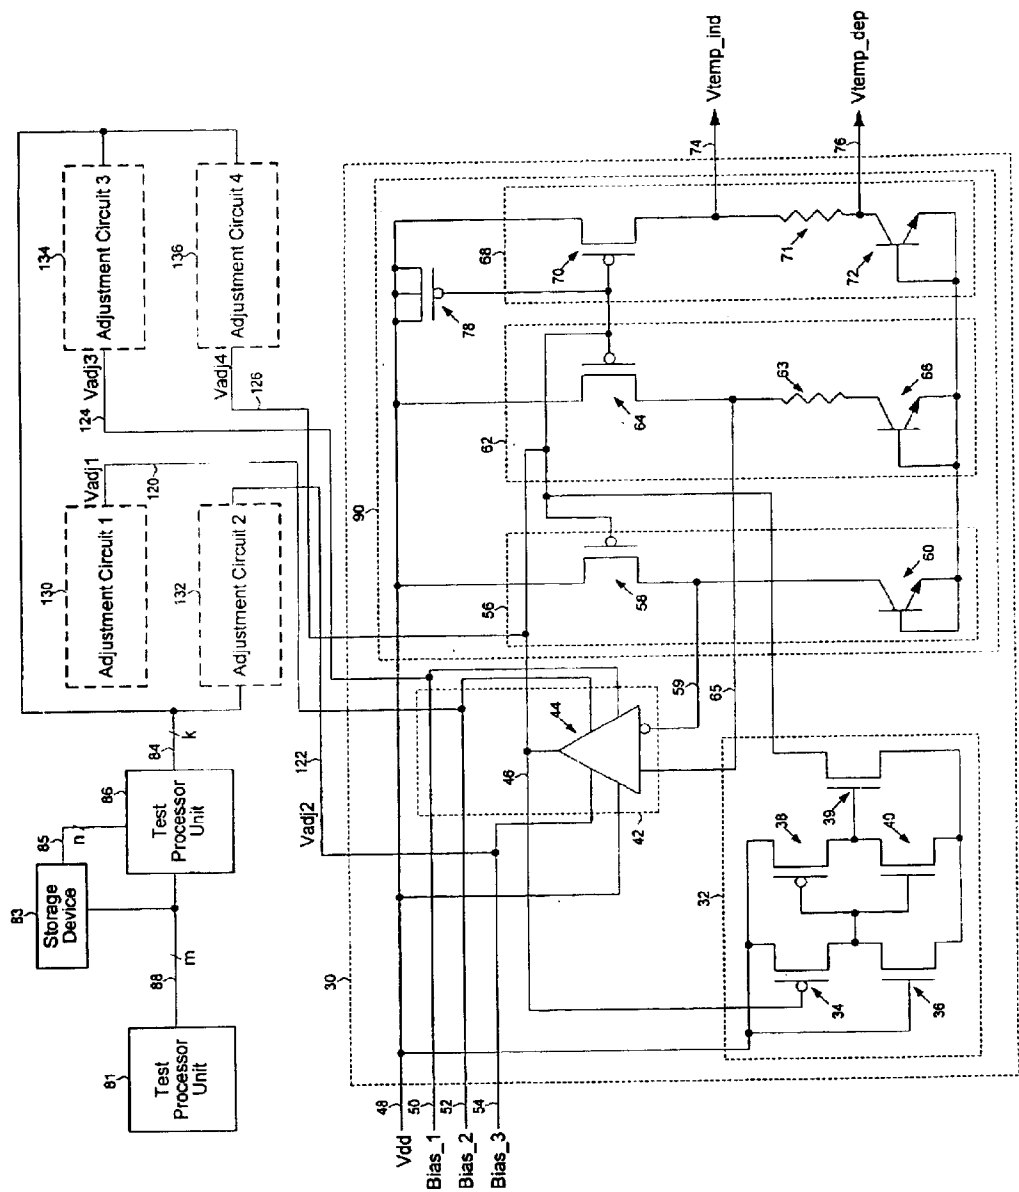 81
Test Processor Unit
88
m
83
Storage Device
85
n
86
Test Processor Unit
84
k
130
Adjustment Circuit 1
Vadj1
120
132
Adjustment Circuit 2
134
Adjustment Circuit 3
Vadj3
124
136
Adjustment Circuit 4
Vadj4
126
Vadj2
122
30
90
Vdd
48
Bias_1
50
Bias_2
52
Bias_3
54
46
44
42
56
58
59
60
62
64
65
63
66
68
70
78
71
72
74
Vtemp_ind
76
Vtemp_dep
32
34
36
38
39
40